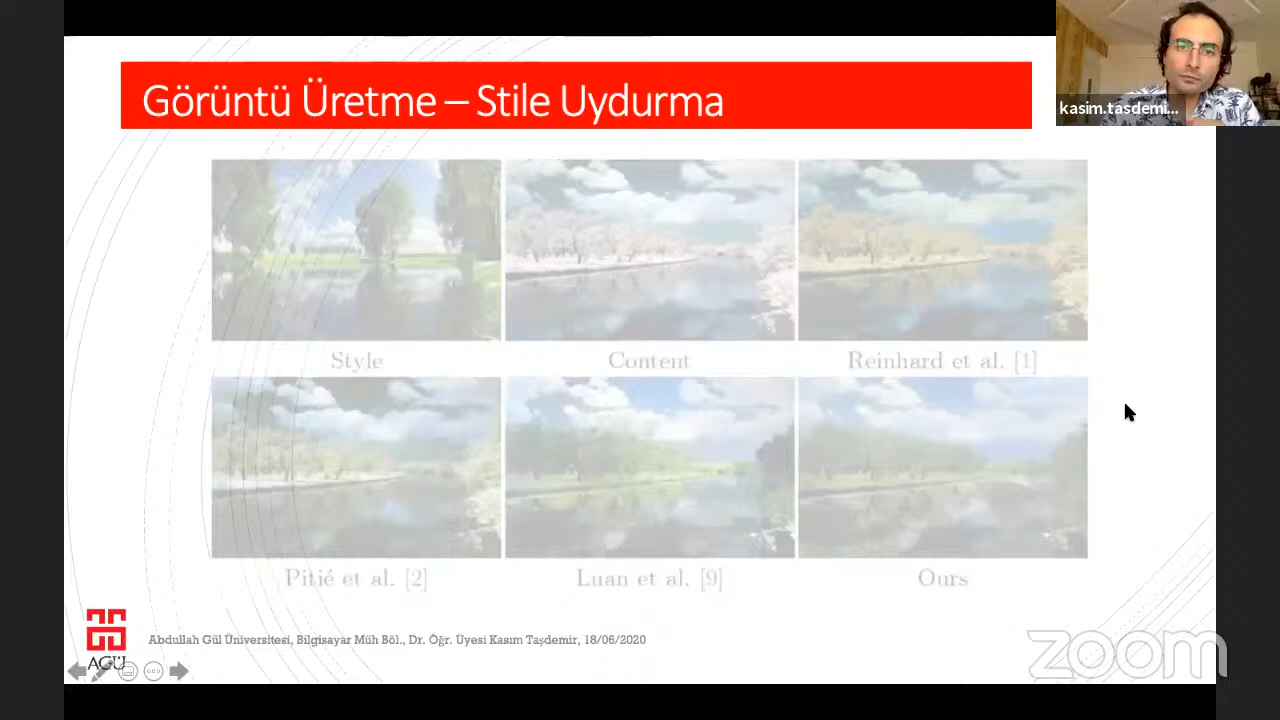 Görüntü Üretme – Stile Uydurma
kasim.tasdemi...
Style
Content
Reinhard et al. [1]
Pitié et al. [2]
Luan et al. [9]
Ours
Abdullah Gül Üniversitesi, Bilgisayar Müh Böl., Dr. Öğr. Üyesi Kasım Taşdemir, 18/06/2020
AGÜ
zoom